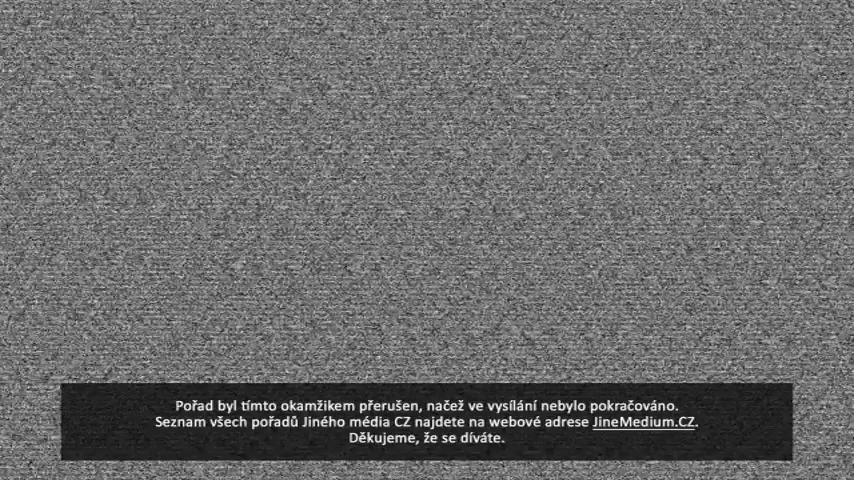 Pořad byl tímto okamžikem přerušen, načež ve vysílání nebylo pokračováno.
Seznam všech pořadů Jiného média CZ najdete na webové adrese JineMedium.CZ.
Děkujeme, že se díváte.